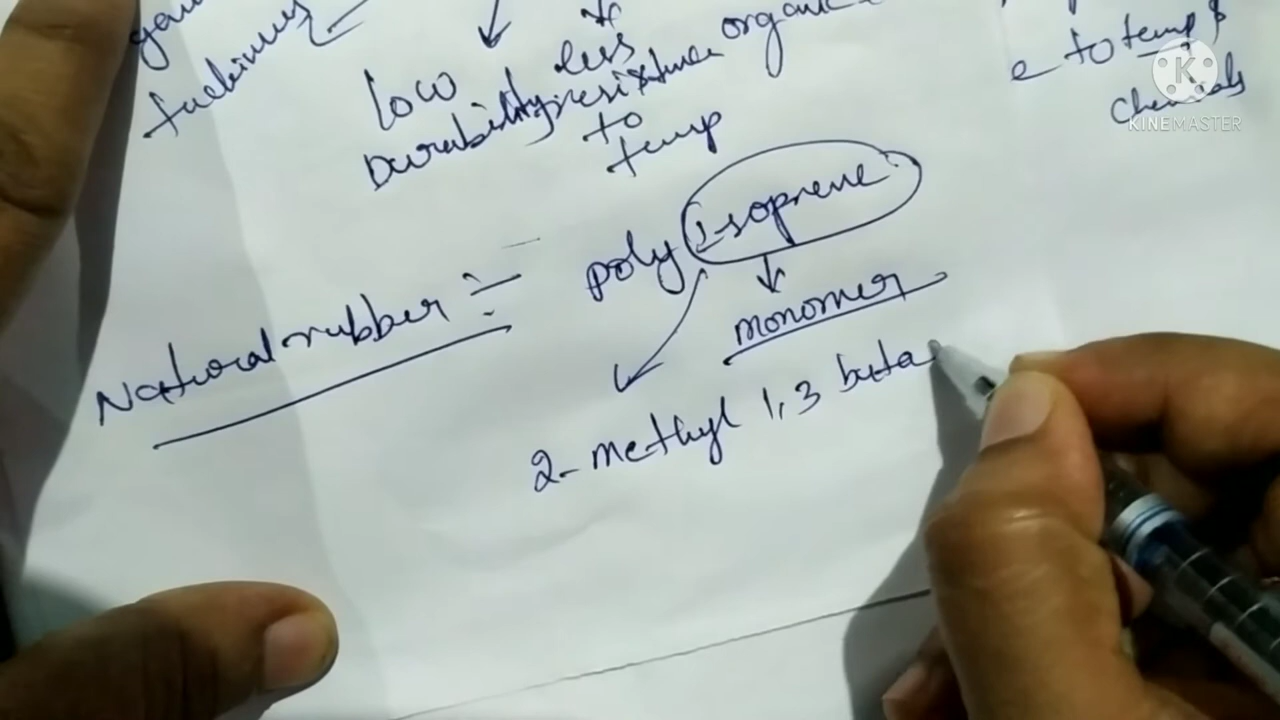 low less organic
Durability, resistance e to temp &
to chemicals
temp
KINEMASTER
Natural rubber :- poly isoprene
monomer
2- methyl 1,3 buta